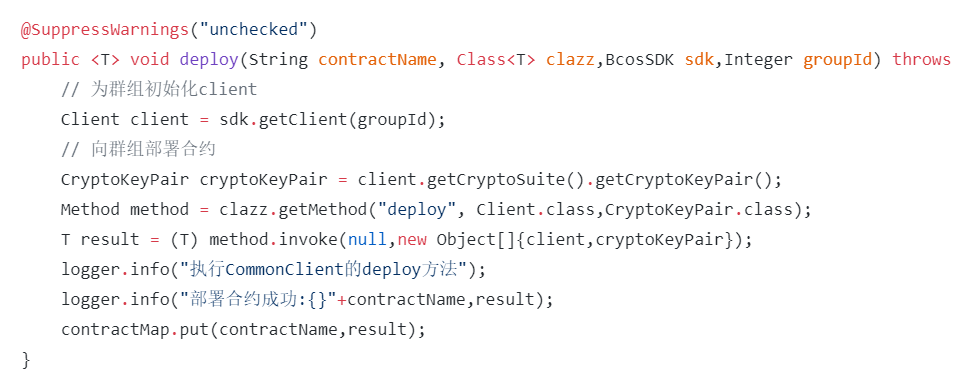 @SuppressWarnings("unchecked")
public <T> void deploy(String contractName, Class<T> clazz,BcosSDK sdk,Integer groupId) throws
    // 为群组初始化client
    Client client = sdk.getClient(groupId);
    // 向群组部署合约
    CryptoKeyPair cryptoKeyPair = client.getCryptoSuite().getCryptoKeyPair();
    Method method = clazz.getMethod("deploy", Client.class,CryptoKeyPair.class);
    T result = (T) method.invoke(null,new Object[]{client,cryptoKeyPair});
    logger.info("执行CommonClient的deploy方法");
    logger.info("部署合约成功:{}"+contractName,result);
    contractMap.put(contractName,result);
}